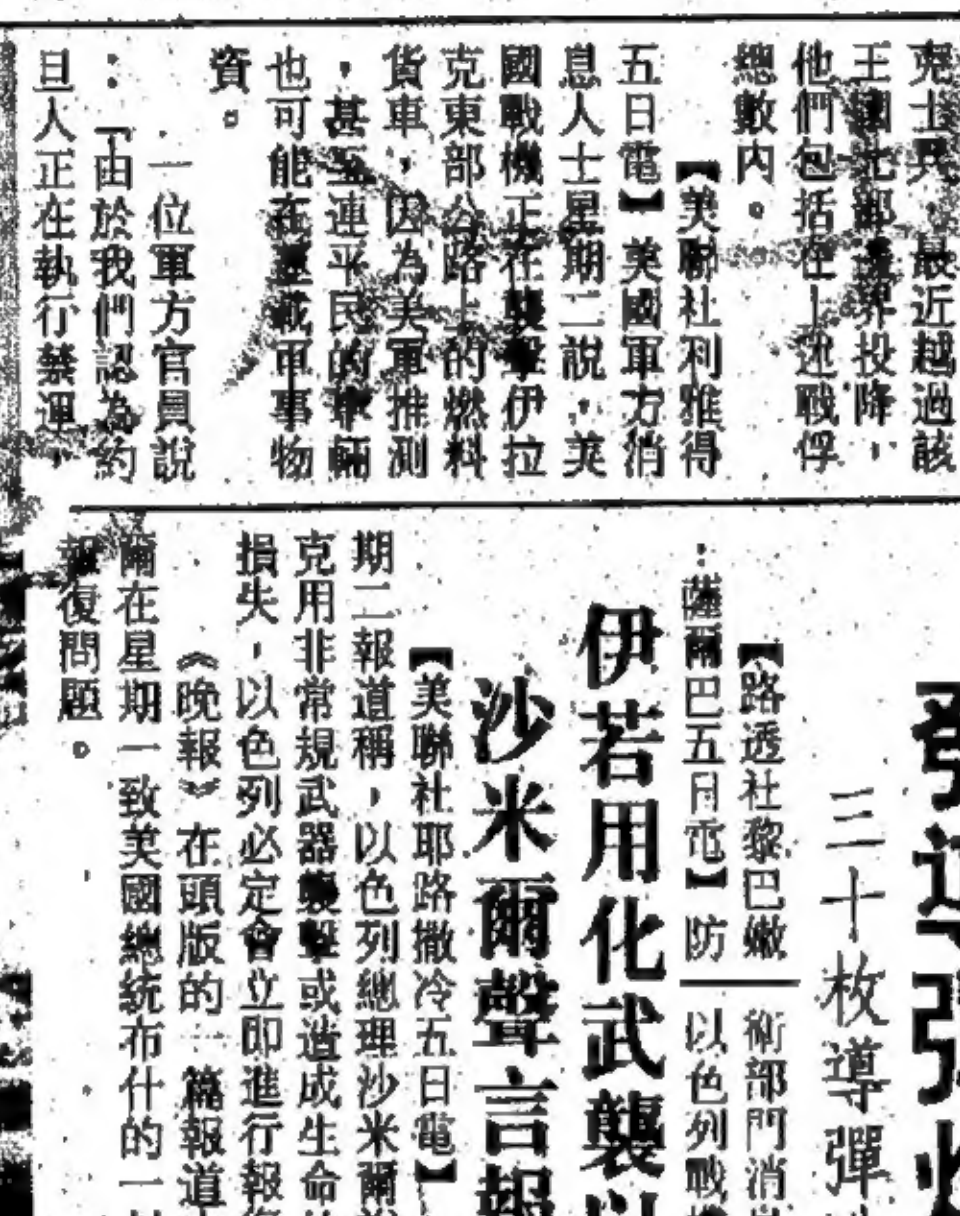 最近越過該
王國北部邊界投降，
他們包括在上述戰俘
總數內。
【美聯社利雅得
五日電】美國軍方消
息人士星期二說，美
國戰機正在襲擊伊拉
克東部公路上的燃料
貨車，因為美軍推測
，甚至連平民的車輛
也可能在運載軍事物
資。
一位軍方官員說
：「由於我們認為約
旦人正在執行禁運，
三十枚導彈
【路透社黎巴嫩
．薩爾巴五日電】防
術部門消
以色列戰
伊若用化武襲以
沙米爾聲言報
【美聯社耶路撒冷五日電】
期二報道稱，以色列總理沙米爾
克用非常規武器襲擊或造成生命
損失，以色列必定會立即進行報
《晚報》在頭版的一篇報道
爾在星期一致美國總統布什的一
報復問題。